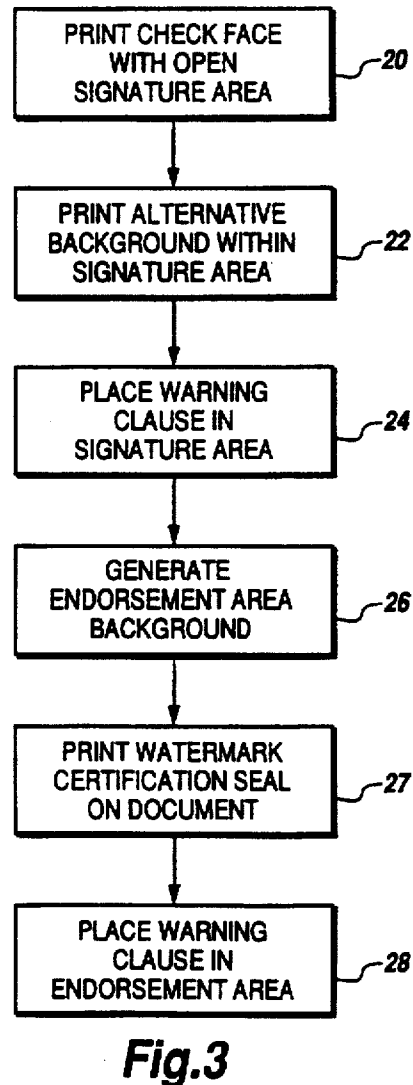 PRINT CHECK FACE
WITH OPEN
SIGNATURE AREA
20
PRINT ALTERNATIVE
BACKGROUND WITHIN
SIGNATURE AREA
22
PLACE WARNING
CLAUSE IN
SIGNATURE AREA
24
GENERATE
ENDORSEMENT AREA
BACKGROUND
26
PRINT WATERMARK
CERTIFICATION SEAL
ON DOCUMENT
27
PLACE WARNING
CLAUSE IN
ENDORSEMENT AREA
28
Fig.3